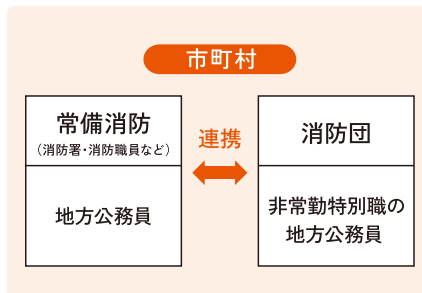 市町村
常備消防
（消防署・消防職員など）
連携
消防団
地方公務員
非常勤特別職の
地方公務員